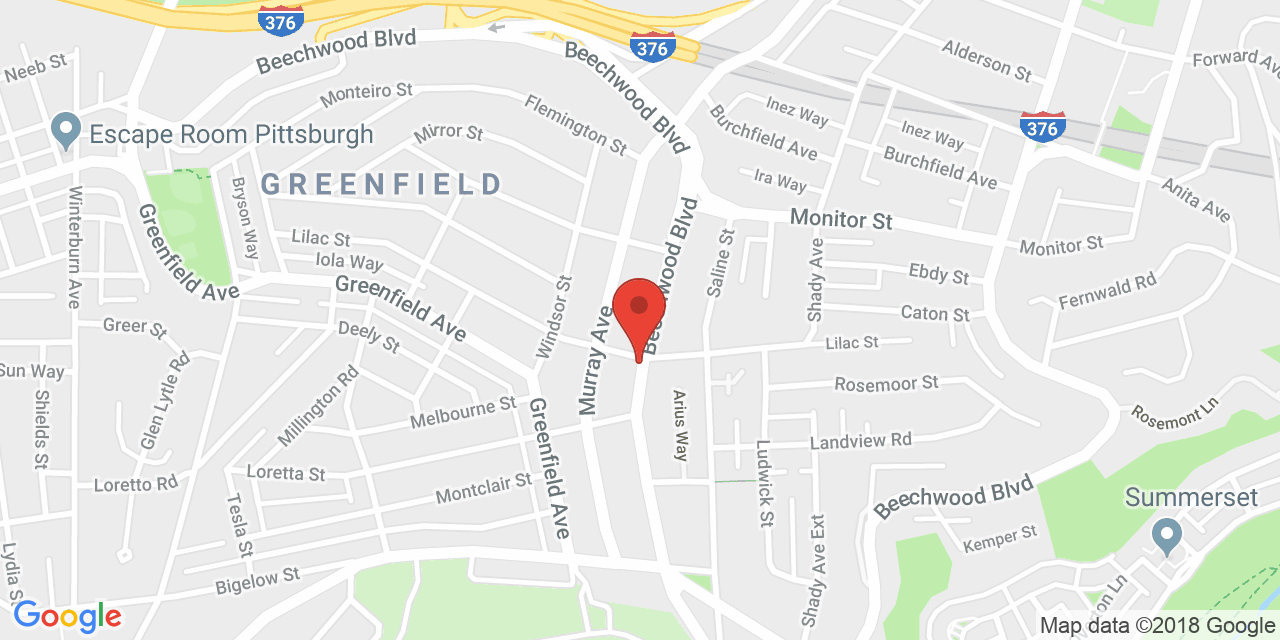 376
Beechwood Blvd
376
Beechwood Blvd
Alderson St
Forward Ave
Neeb St
Monteiro St
Flemington St
Inez Way
Burchfield Ave
Inez Way
376
Escape Room Pittsburgh
Mirror St
Burchfield Ave
GREENFIELD
Ira Way
Anita Ave
Winterburn Ave
Bryson Way
Greenfield Ave
Beechwood Blvd
Monitor St
Lilac St
Iola Way
Saline St
Shady Ave
Monitor St
Ebdy St
Fernwald Rd
Greenfield Ave
Windsor St
Murray Ave
Caton St
Greer St
Deely St
Lilac St
Sun Way
Glen Lytle Rd
Millington Rd
Rosemoor St
Shields St
Melbourne St
Greenfield Ave
Arius Way
Rosemont Ln
Landview Rd
Ludwick St
Loretto Rd
Loretta St
Montclair St
Beechwood Blvd
Summerset
Tesla St
Shady Ave Ext
Kemper St
Lydia St
Bigelow St
on Ln
Google
Map data ©2018 Google